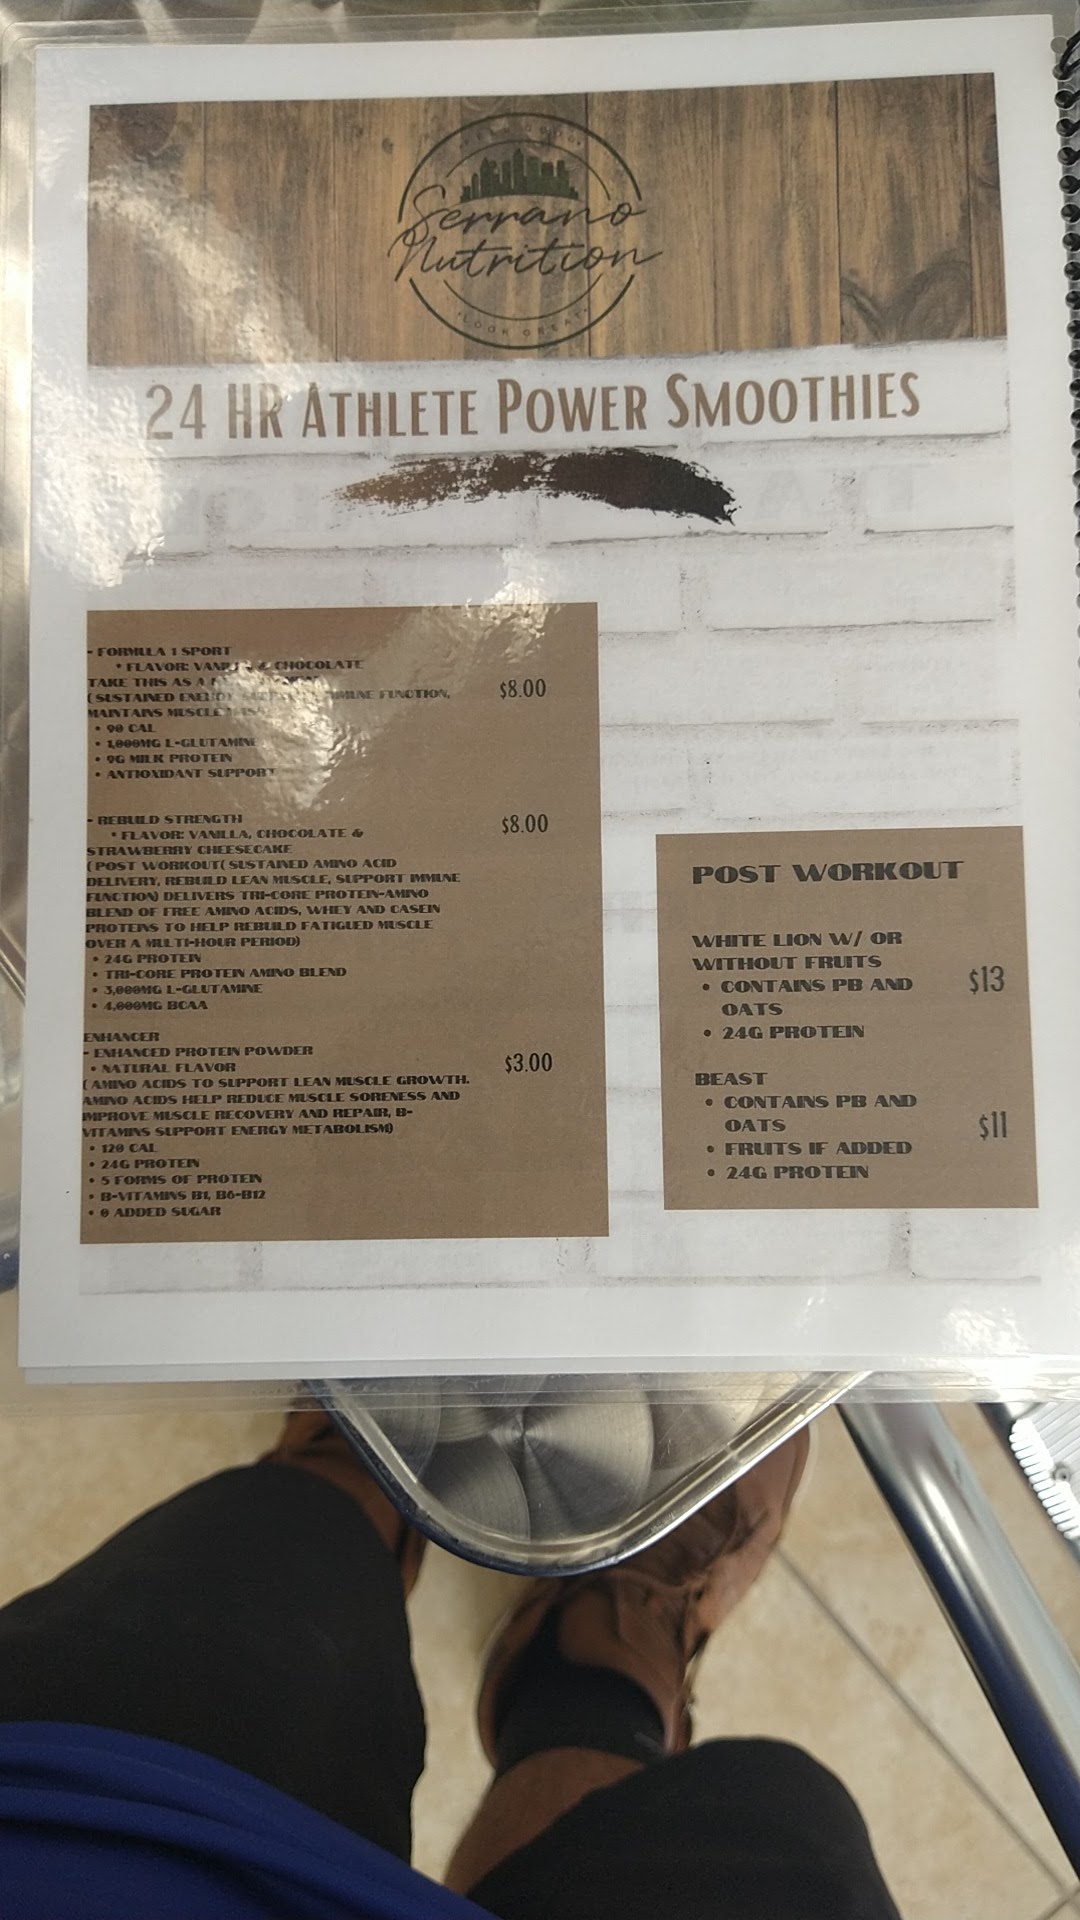 Serrano
Nutrition
•LOOK GREAT•
24 HR ATHLETE POWER SMOOTHIES
- FORMULA 1 SPORT
• FLAVOR: VANILLA & CHOCOLATE
TAKE THIS AS A
$8.00
( SUSTAINED ENERGY, IMMUNE FUNCTION,
MAINTAINS MUSCLE
• 90 CAL
• 1,000MG L-GLUTAMINE
• 9G MILK PROTEIN
• ANTIOXIDANT SUPPORT
- REBUILD STRENGTH
$8.00
• FLAVOR: VANILLA, CHOCOLATE &
STRAWBERRY CHEESECAKE
( POST WORKOUT( SUSTAINED AMINO ACID
DELIVERY, REBUILD LEAN MUSCLE, SUPPORT IMMUNE
FUNCTION) DELIVERS TRI-CORE PROTEIN-AMINO
BLEND OF FREE AMINO ACIDS, WHEY AND CASEIN
PROTEINS TO HELP REBUILD FATIGUED MUSCLE
OVER A MULTI-HOUR PERIOD)
• 24G PROTEIN
• TRI-CORE PROTEIN AMINO BLEND
• 3,000MG L-GLUTAMINE
• 4,000MG BCAA
ENHANCER
- ENHANCED PROTEIN POWDER
• NATURAL FLAVOR
$3.00
( AMINO ACIDS TO SUPPORT LEAN MUSCLE GROWTH.
AMINO ACIDS HELP REDUCE MUSCLE SORENESS AND
IMPROVE MUSCLE RECOVERY AND REPAIR, B-
VITAMINS SUPPORT ENERGY METABOLISM)
• 120 CAL
• 24G PROTEIN
• 5 FORMS OF PROTEIN
• B-VITAMINS B1, B6-B12
• 0 ADDED SUGAR
POST WORKOUT
WHITE LION W/ OR
WITHOUT FRUITS
$13
• CONTAINS PB AND
OATS
• 24G PROTEIN
BEAST
• CONTAINS PB AND
OATS
$11
• FRUITS IF ADDED
• 24G PROTEIN